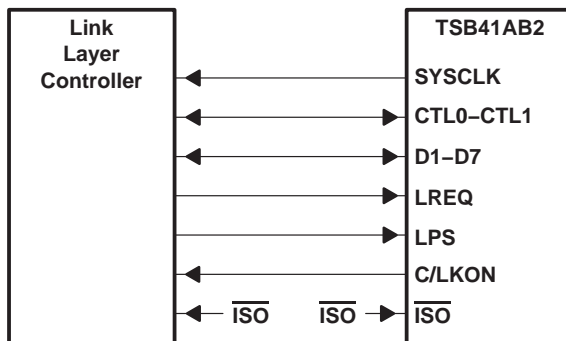 Link
Layer
Controller
TSB41AB2
SYSCLK
CTL0–CTL1
D1–D7
LREQ
LPS
C/LKON
ISO ISO ISO